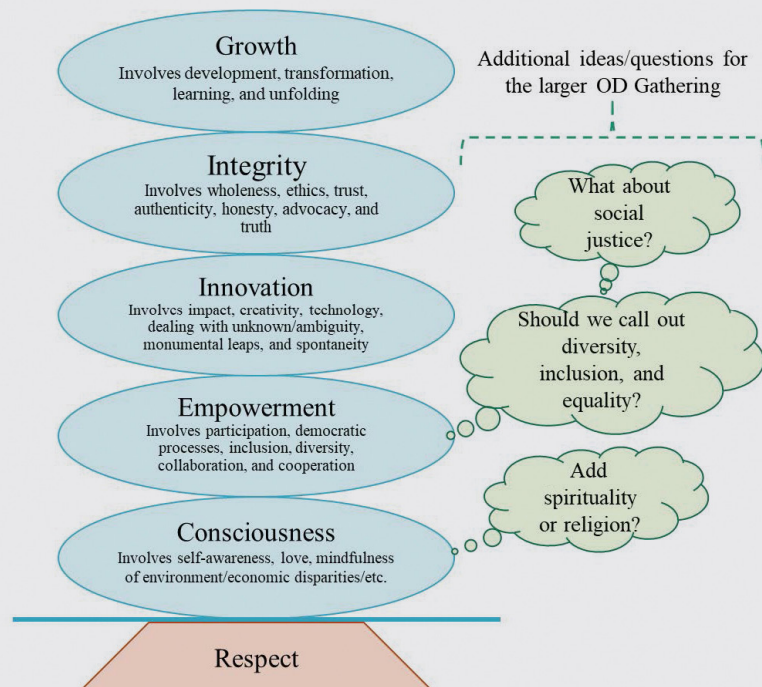 Growth
Involves development, transformation,
learning, and unfolding
Integrity
Involves wholeness, ethics, trust,
authenticity, honesty, advocacy, and
truth
Innovation
Involves impact, creativity, technology,
dealing with unknown/ambiguity,
monumental leaps, and spontaneity
Empowerment
Involves participation, democratic
processes, inclusion, diversity,
collaboration, and cooperation
Consciousness
Involves self-awareness, love, mindfulness
of environment/economic disparities/etc.
Respect
Additional ideas/questions for
the larger OD Gathering
What about
social
justice?
Should we call out
diversity,
inclusion, and
equality?
Add
spirituality
or religion?